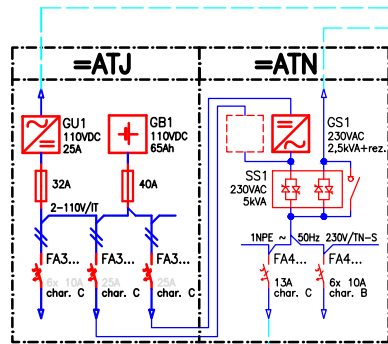 =ATJ
=ATN
GU1
110VDC
25A
GB1
110VDC
65Ah
GS1
230VAC
2,5kVA+rez.
32A
40A
SS1
230VAC
5kVA
2-110V/IT
1NPE ~ 50Hz 230V/TN-S
FA3...
6x 10A
char. C
FA3...
25A
char. C
FA3...
25A
char. C
FA4...
13A
char. C
FA4...
6x 10A
char. B